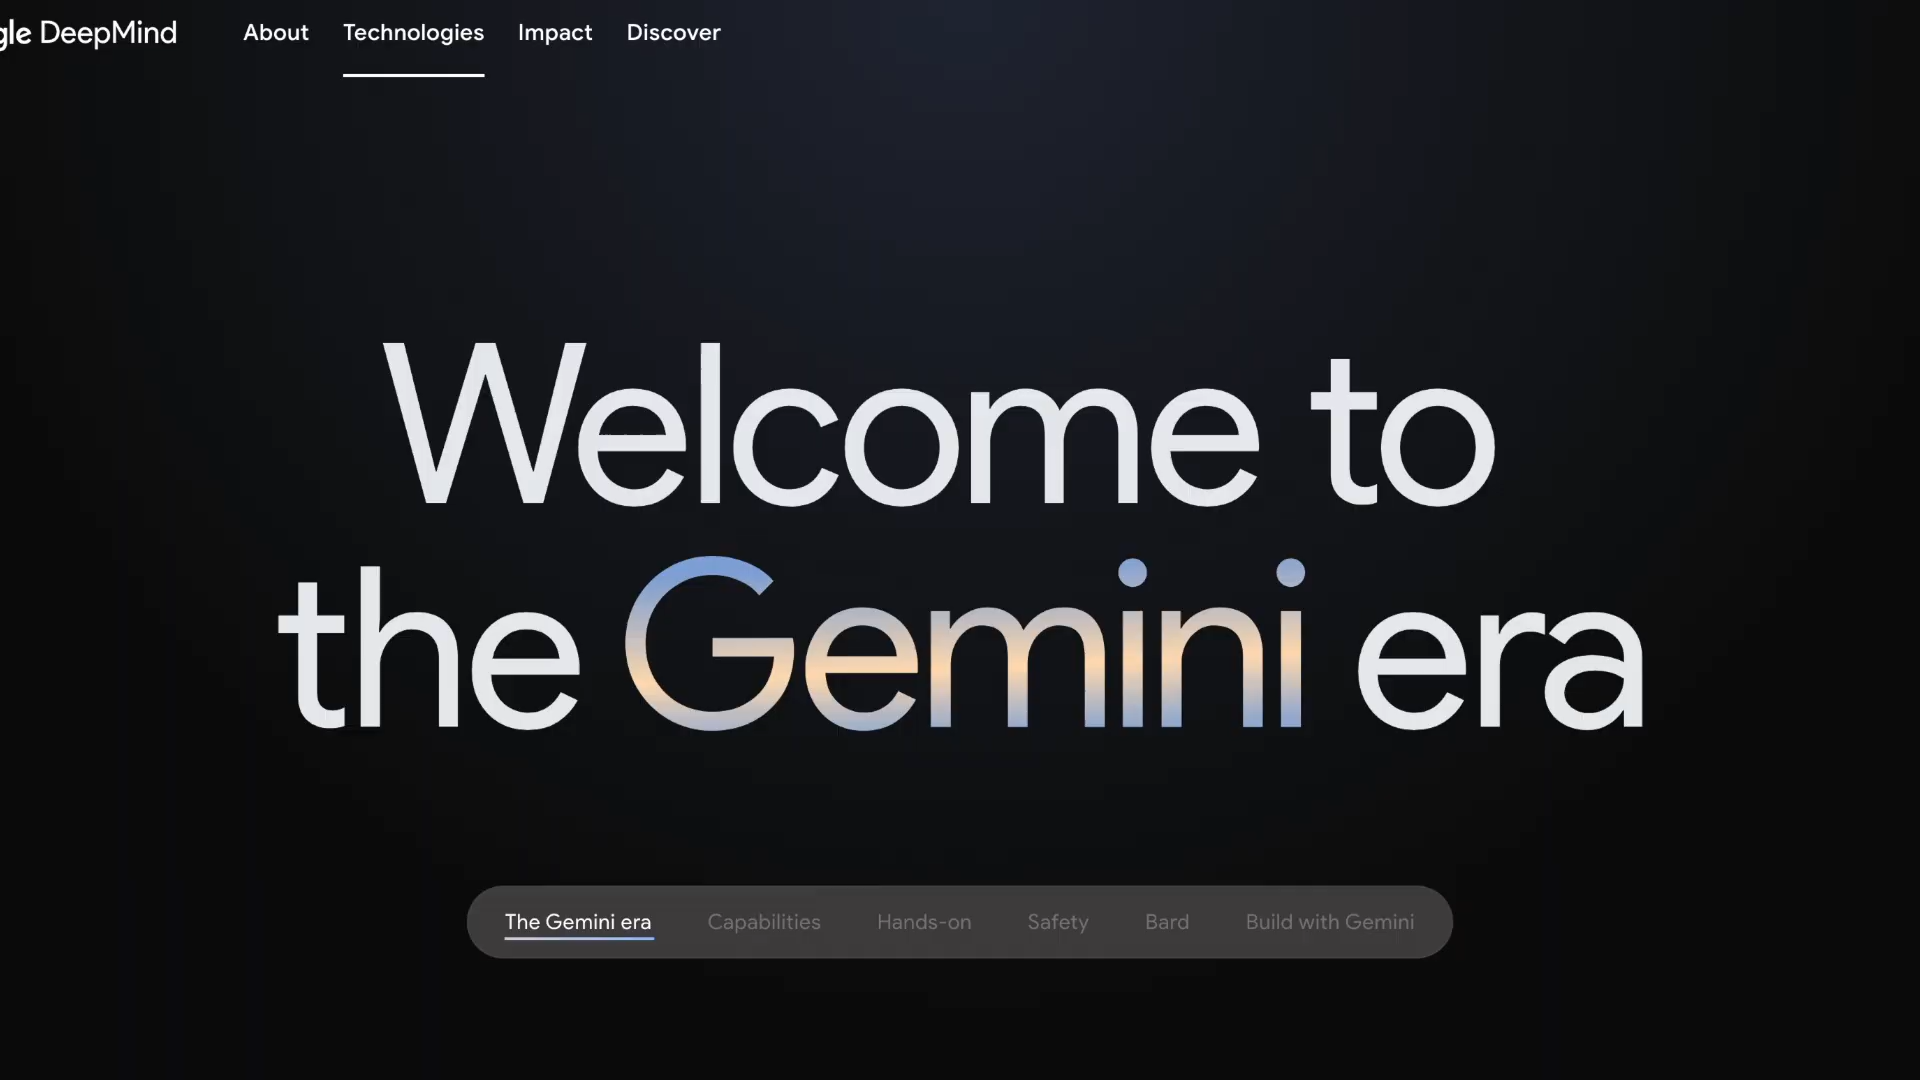 gle DeepMind About Technologies Impact Discover
Welcome to
the Gemini era
The Gemini era Capabilities Hands-on Safety Bard Build with Gemini